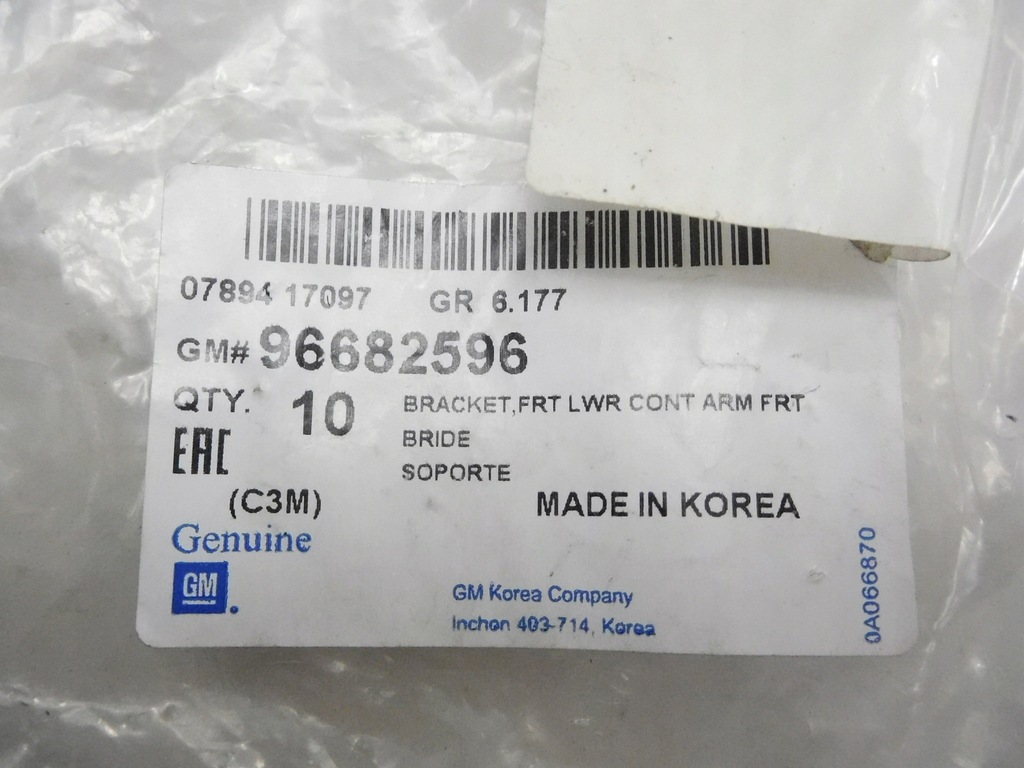 07894 17097 GR 6.177
GM# 96682596
QTY. 10 BRACKET,FRT LWR CONT ARM FRT
BRIDE
EAC
SOPORTE
(C3M) MADE IN KOREA
Genuine
GM
GM Korea Company
Inchon 403-714, Korea
0A066870